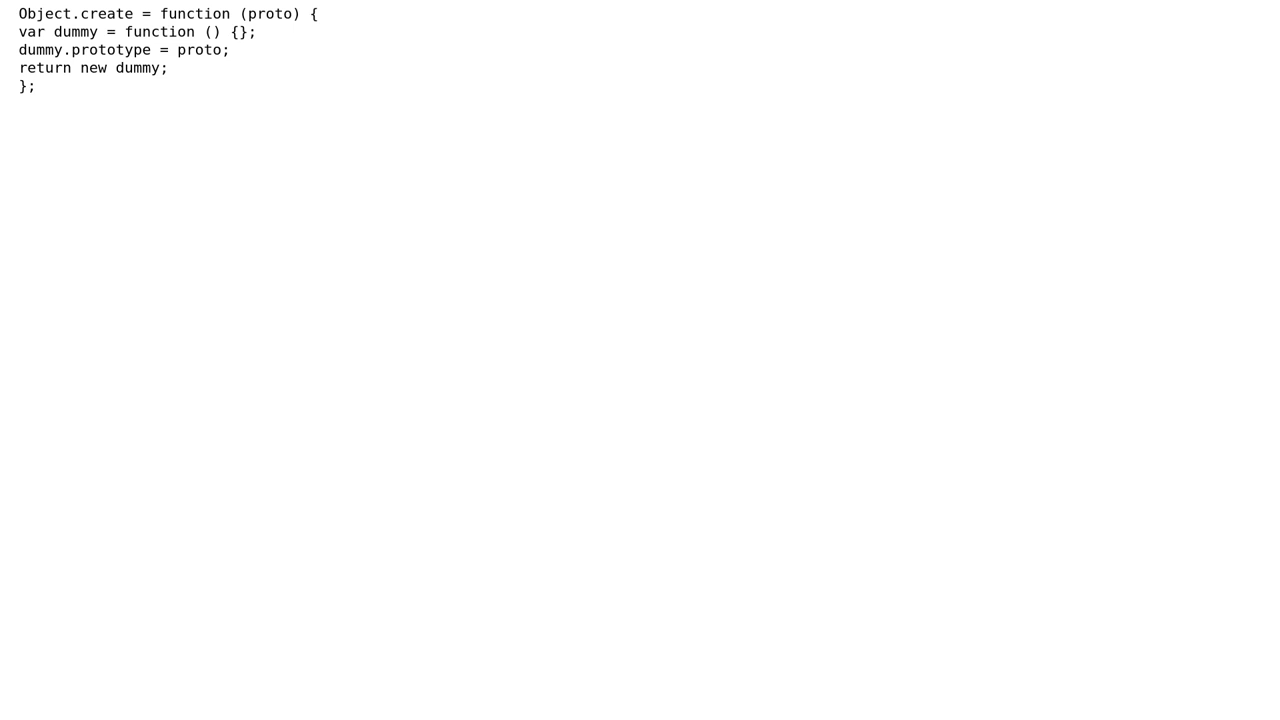 Object.create = function (proto) {
var dummy = function () {};
dummy.prototype = proto;
return new dummy;
};